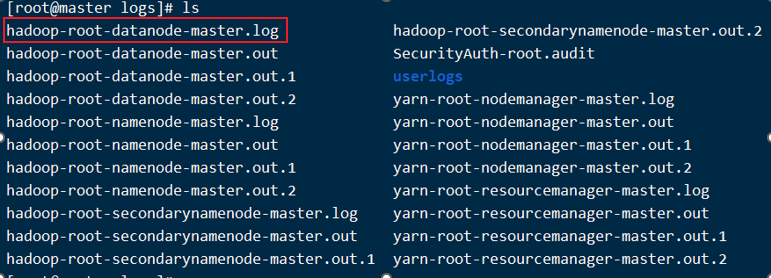 [root@master logs]# ls
hadoop-root-datanode-master.log hadoop-root-secondarynamenode-master.out.2
hadoop-root-datanode-master.out SecurityAuth-root.audit
hadoop-root-datanode-master.out.1 userlogs
hadoop-root-datanode-master.out.2 yarn-root-nodemanager-master.log
hadoop-root-namenode-master.log yarn-root-nodemanager-master.out
hadoop-root-namenode-master.out yarn-root-nodemanager-master.out.1
hadoop-root-namenode-master.out.1 yarn-root-nodemanager-master.out.2
hadoop-root-namenode-master.out.2 yarn-root-resourcemanager-master.log
hadoop-root-secondarynamenode-master.log yarn-root-resourcemanager-master.out
hadoop-root-secondarynamenode-master.out yarn-root-resourcemanager-master.out.1
hadoop-root-secondarynamenode-master.out.1 yarn-root-resourcemanager-master.out.2